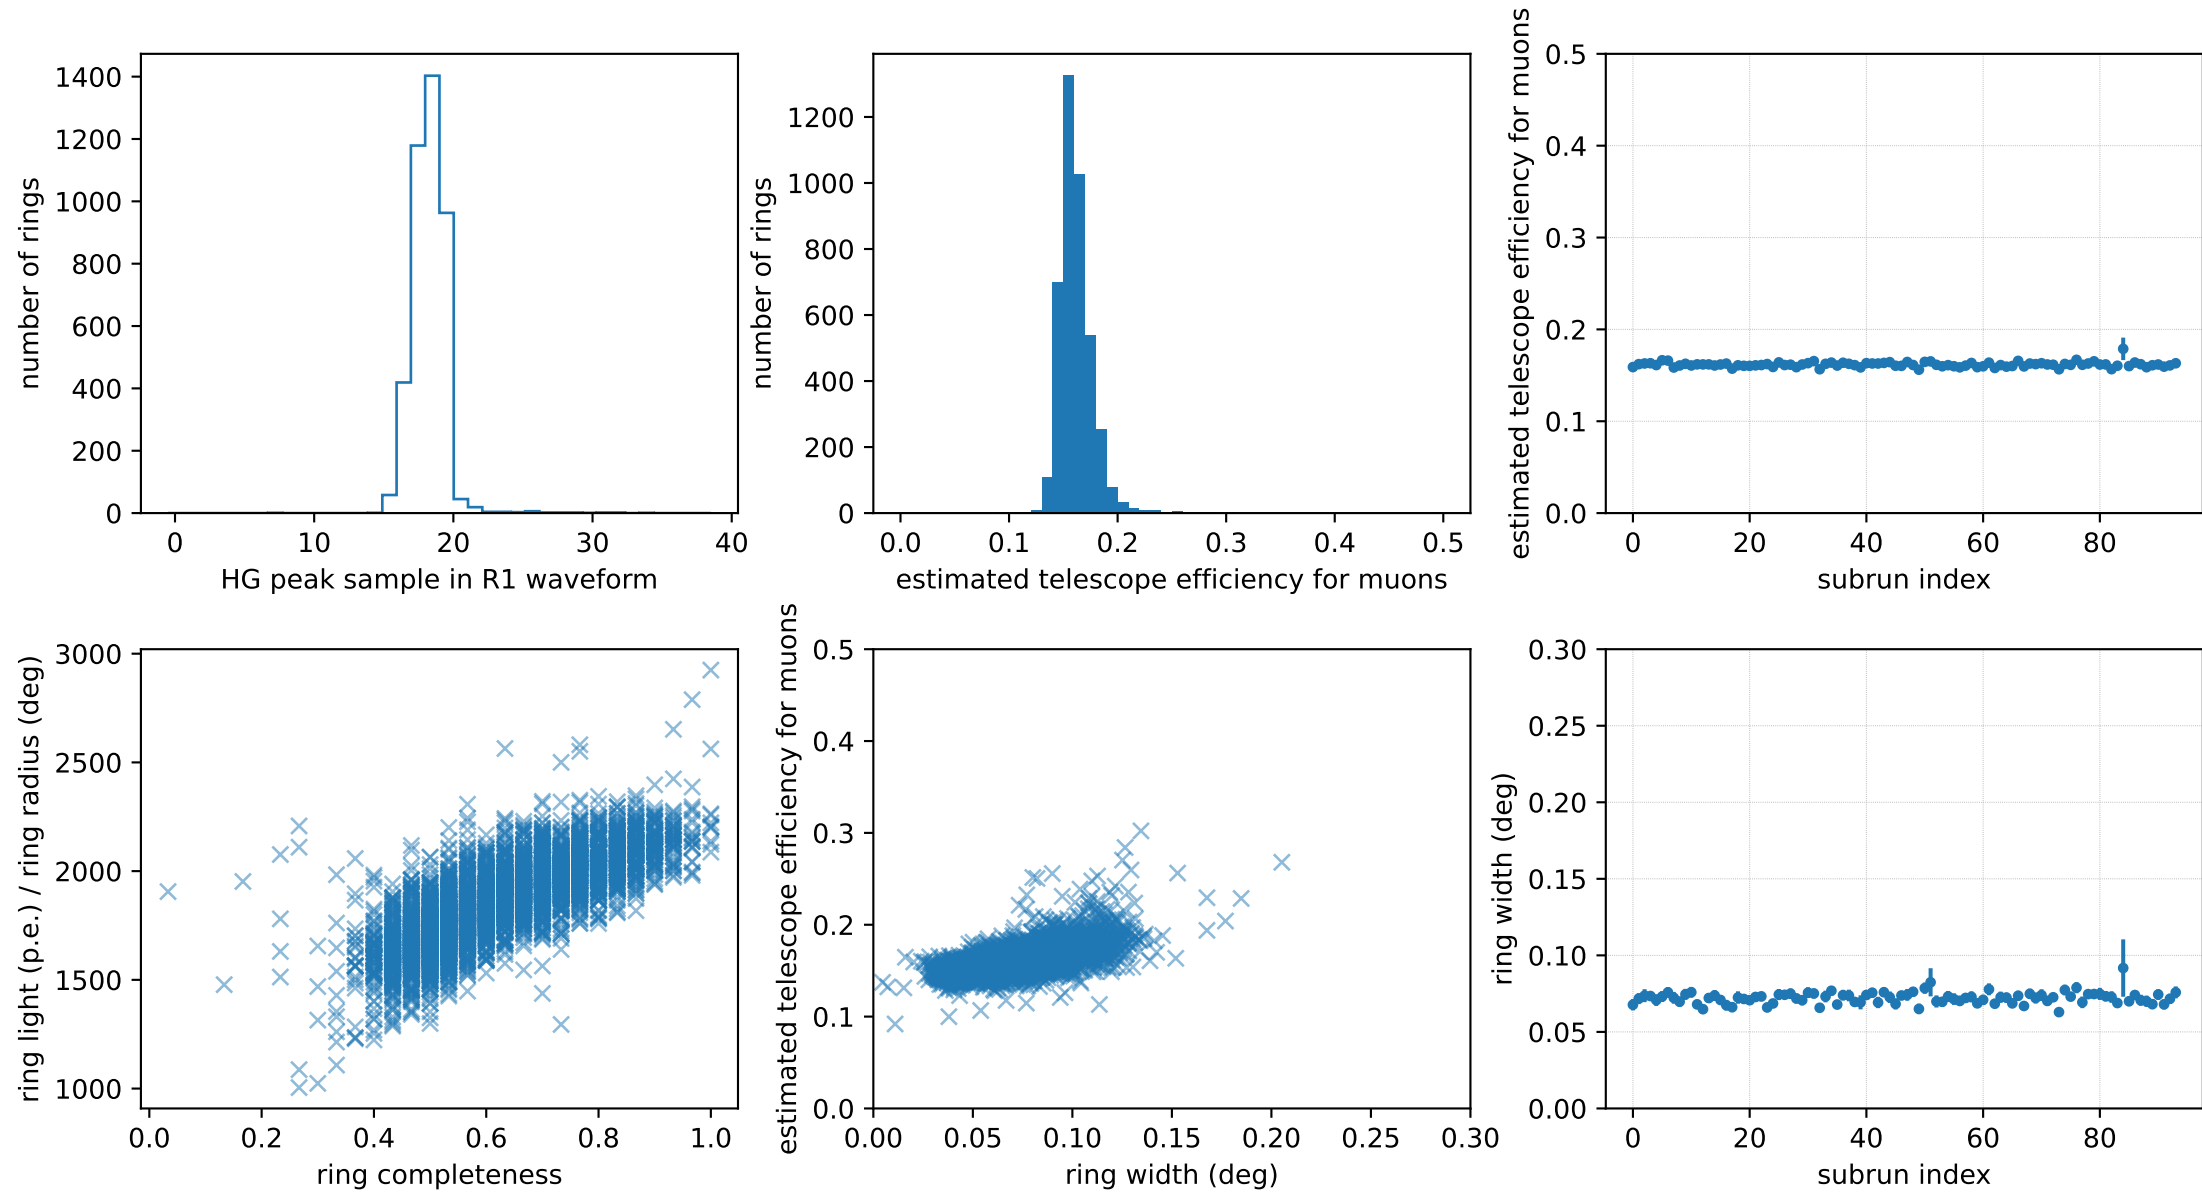 1400
1200
1000
800
600
400
200
0
number of rings
0 10 20 30 40
HG peak sample in R1 waveform
1200
1000
800
600
400
200
0
number of rings
0.0 0.1 0.2 0.3 0.4 0.5
estimated telescope efficiency for muons
0.5
0.4
0.3
0.2
0.1
0.0
estimated telescope efficiency for muons
0 20 40 60 80
subrun index
3000
2500
2000
1500
1000
ring light (p.e.) / ring radius (deg)
0.0 0.2 0.4 0.6 0.8 1.0
ring completeness
0.5
0.4
0.3
0.2
0.1
0.0
estimated telescope efficiency for muons
0.00 0.05 0.10 0.15 0.20 0.25 0.30
ring width (deg)
0.30
0.25
0.20
0.15
0.10
0.05
0.00
ring width (deg)
0 20 40 60 80
subrun index